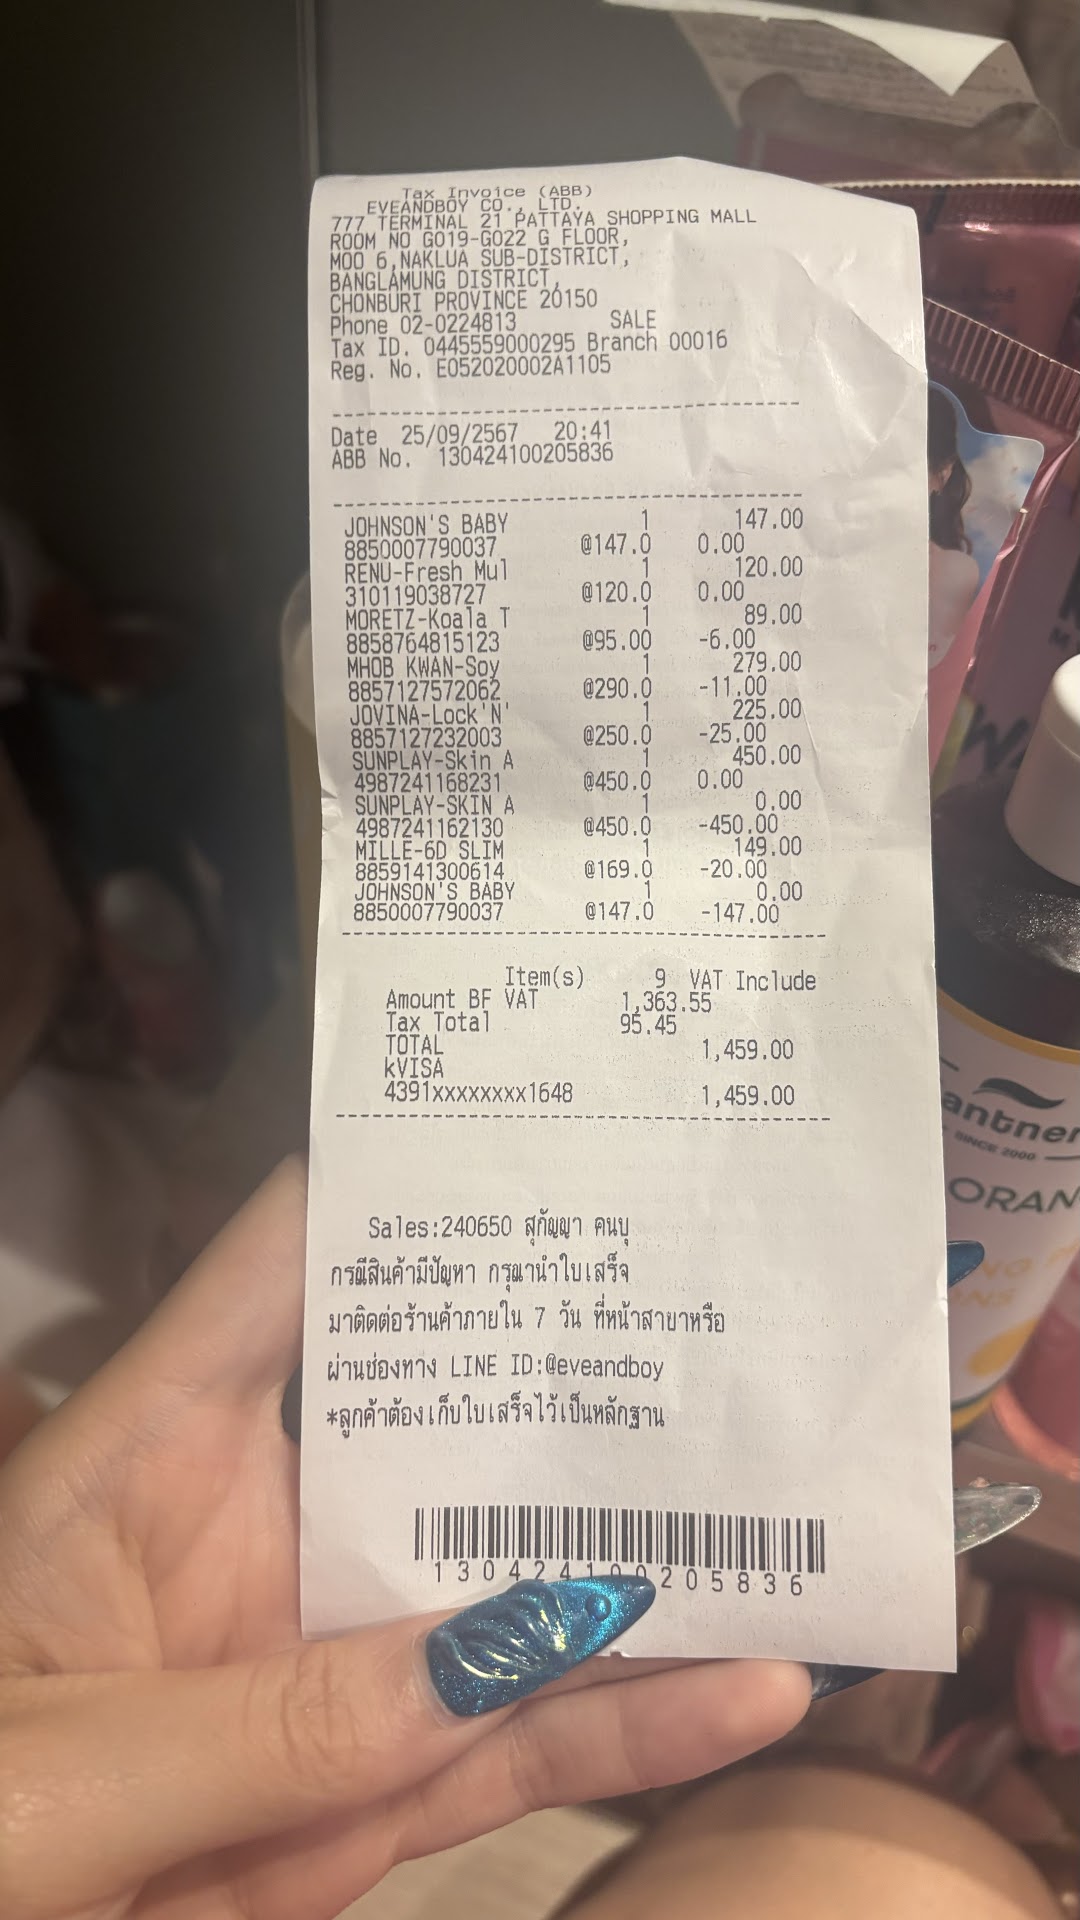 Tax Invoice (ABB)
EVEANDBOY CO., LTD.
777 TERMINAL 21 PATTAYA SHOPPING MALL
ROOM NO G019-G022 G FLOOR,
MOO 6,NAKLUA SUB-DISTRICT,
BANGLAMUNG DISTRICT,
CHONBURI PROVINCE 20150
Phone 02-0224813 SALE
Tax ID. 0445559000295 Branch 00016
Reg. No. E052020002A1105
Date 25/09/2567 20:41
ABB No. 130424100205836
JOHNSON'S BABY 1 147.00
8850007790037 @147.0 0.00
RENU-Fresh Mul 1 120.00
310119038727 @120.0 0.00
MORETZ-Koala T 1 89.00
8858764815123 @95.00 -6.00
MHOB KWAN-Soy 1 279.00
8857127572062 @290.0 -11.00
JOVINA-Lock'N' 1 225.00
8857127232003 @250.0 -25.00
SUNPLAY-Skin A 1 450.00
4987241168231 @450.0 0.00
SUNPLAY-SKIN A 1 0.00
4987241162130 @450.0 -450.00
MILLE-6D SLIM 1 149.00
8859141300614 @169.0 -20.00
JOHNSON'S BABY 1 0.00
8850007790037 @147.0 -147.00
Item(s) 9 VAT Include
Amount BF VAT 1,363.55
Tax Total 95.45
TOTAL 1,459.00
kVISA
4391xxxxxxxx1648 1,459.00
Sales:240650 สุกัญญา คนบุ
กรณีสินค้ามีปัญหา กรุณานำใบเสร็จ
มาติดต่อร้านค้าภายใน 7 วัน ที่หน้าสาขาหรือ
ผ่านช่องทาง LINE ID:@eveandboy
*ลูกค้าต้องเก็บใบเสร็จไว้เป็นหลักฐาน
130424100205836
antner
SINCE 2000
ORAN